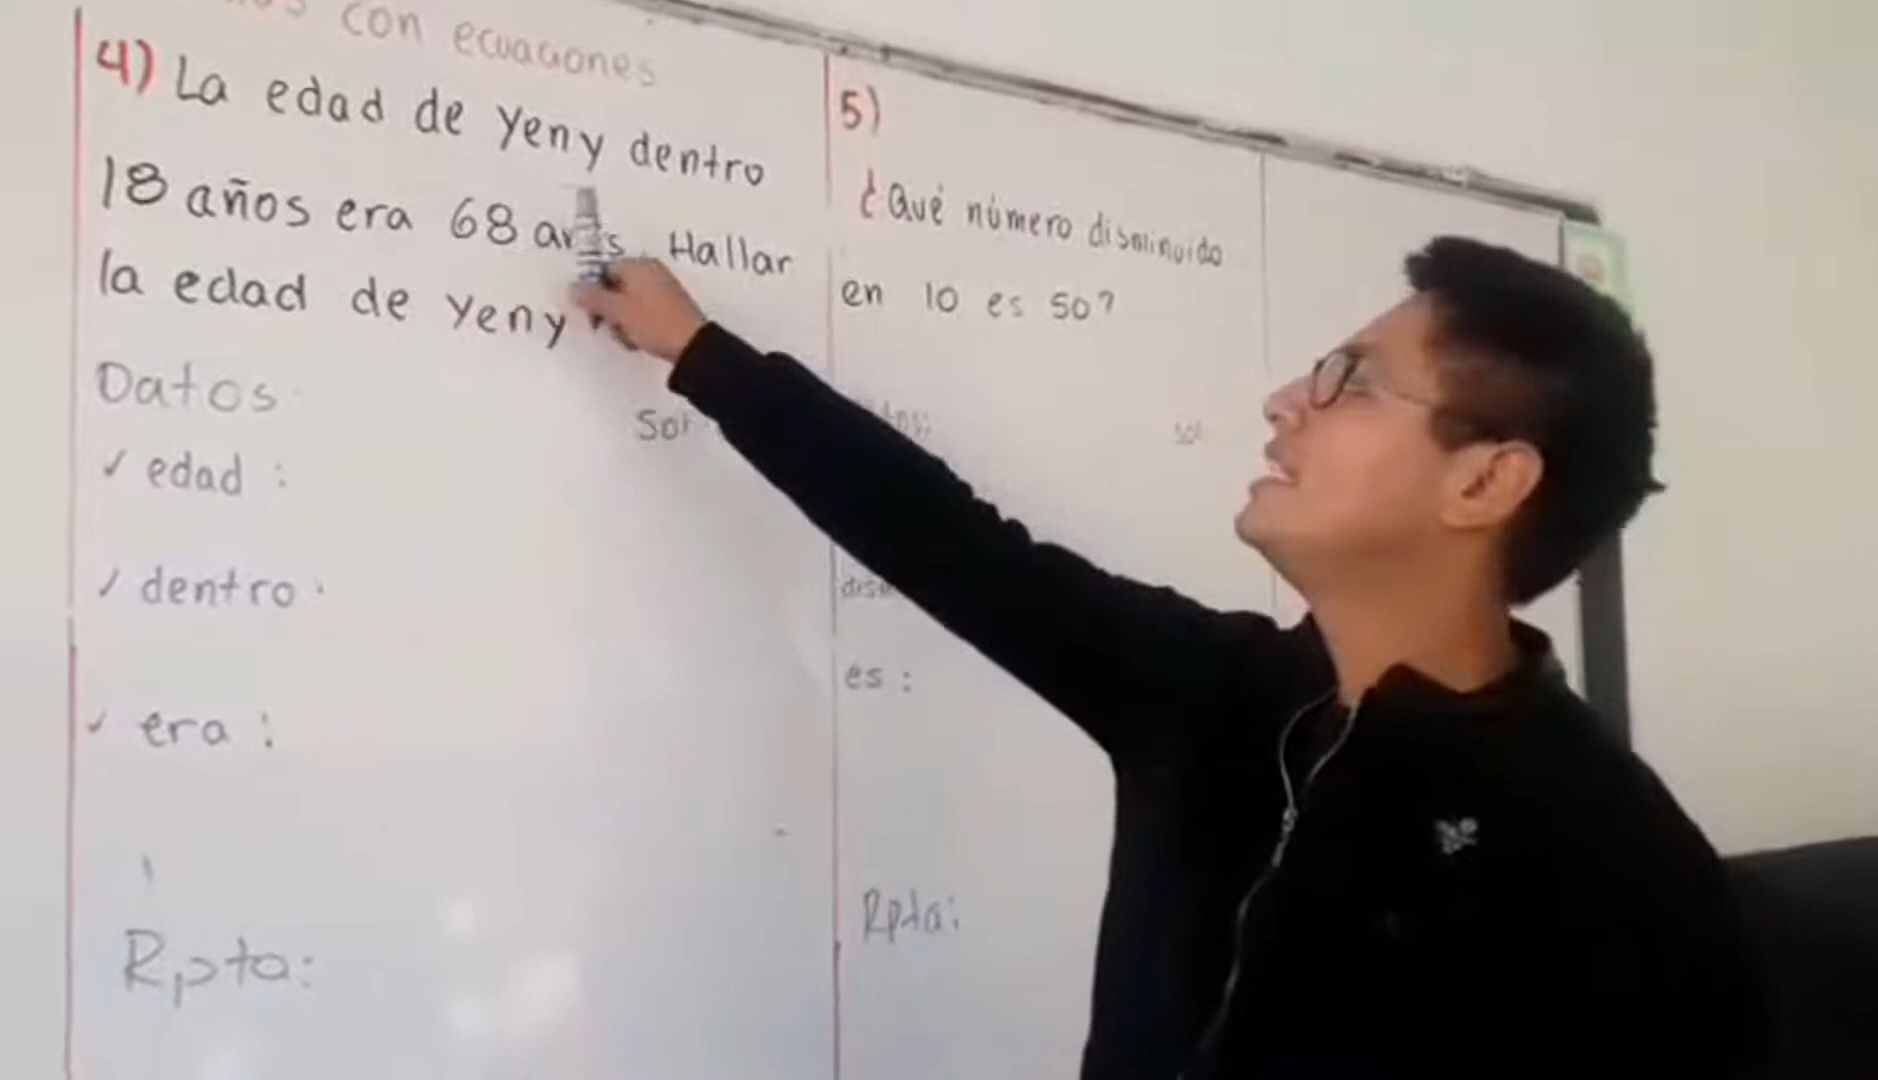 con ecuaciones
4) La edad de Yeny dentro
18 años era 68 Hallar
la edad de Yeny
Datos
✓ edad :
✓ dentro
✓ era :
Rpta:
5)
¿Qué número disminuido
en 10 es 50?
sol
es :
Rpta: